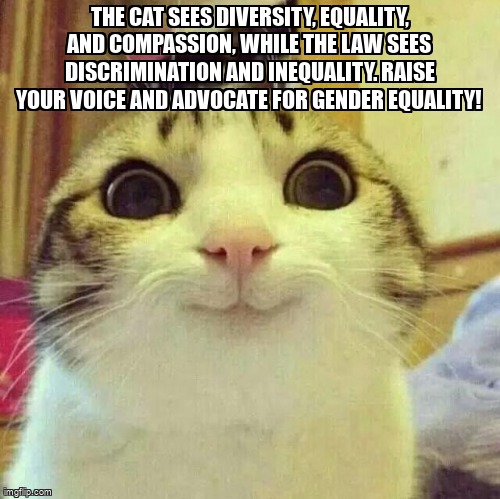 THE CAT SEES DIVERSITY, EQUALITY,
AND COMPASSION, WHILE THE LAW SEES
DISCRIMINATION AND INEQUALITY. RAISE
YOUR VOICE AND ADVOCATE FOR GENDER EQUALITY!
imgflip.com